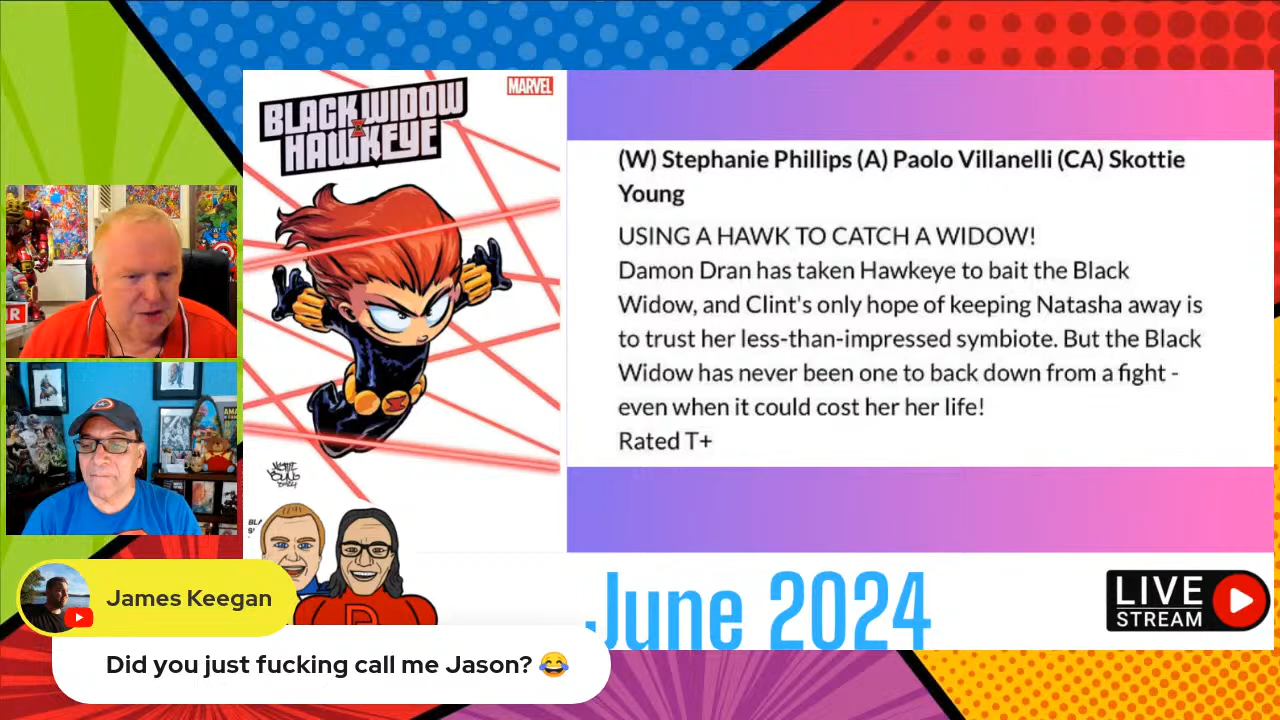 BLACK WIDOW
HAWKEYE
MARVEL
(W) Stephanie Phillips (A) Paolo Villanelli (CA) Skottie
Young
USING A HAWK TO CATCH A WIDOW!
Damon Dran has taken Hawkeye to bait the Black
Widow, and Clint's only hope of keeping Natasha away is
to trust her less-than-impressed symbiote. But the Black
Widow has never been one to back down from a fight -
even when it could cost her her life!
Rated T+
R
SKOTTIE
YOUNG
BLA
June 2024
LIVE
STREAM
James Keegan
Did you just fucking call me Jason? 😂